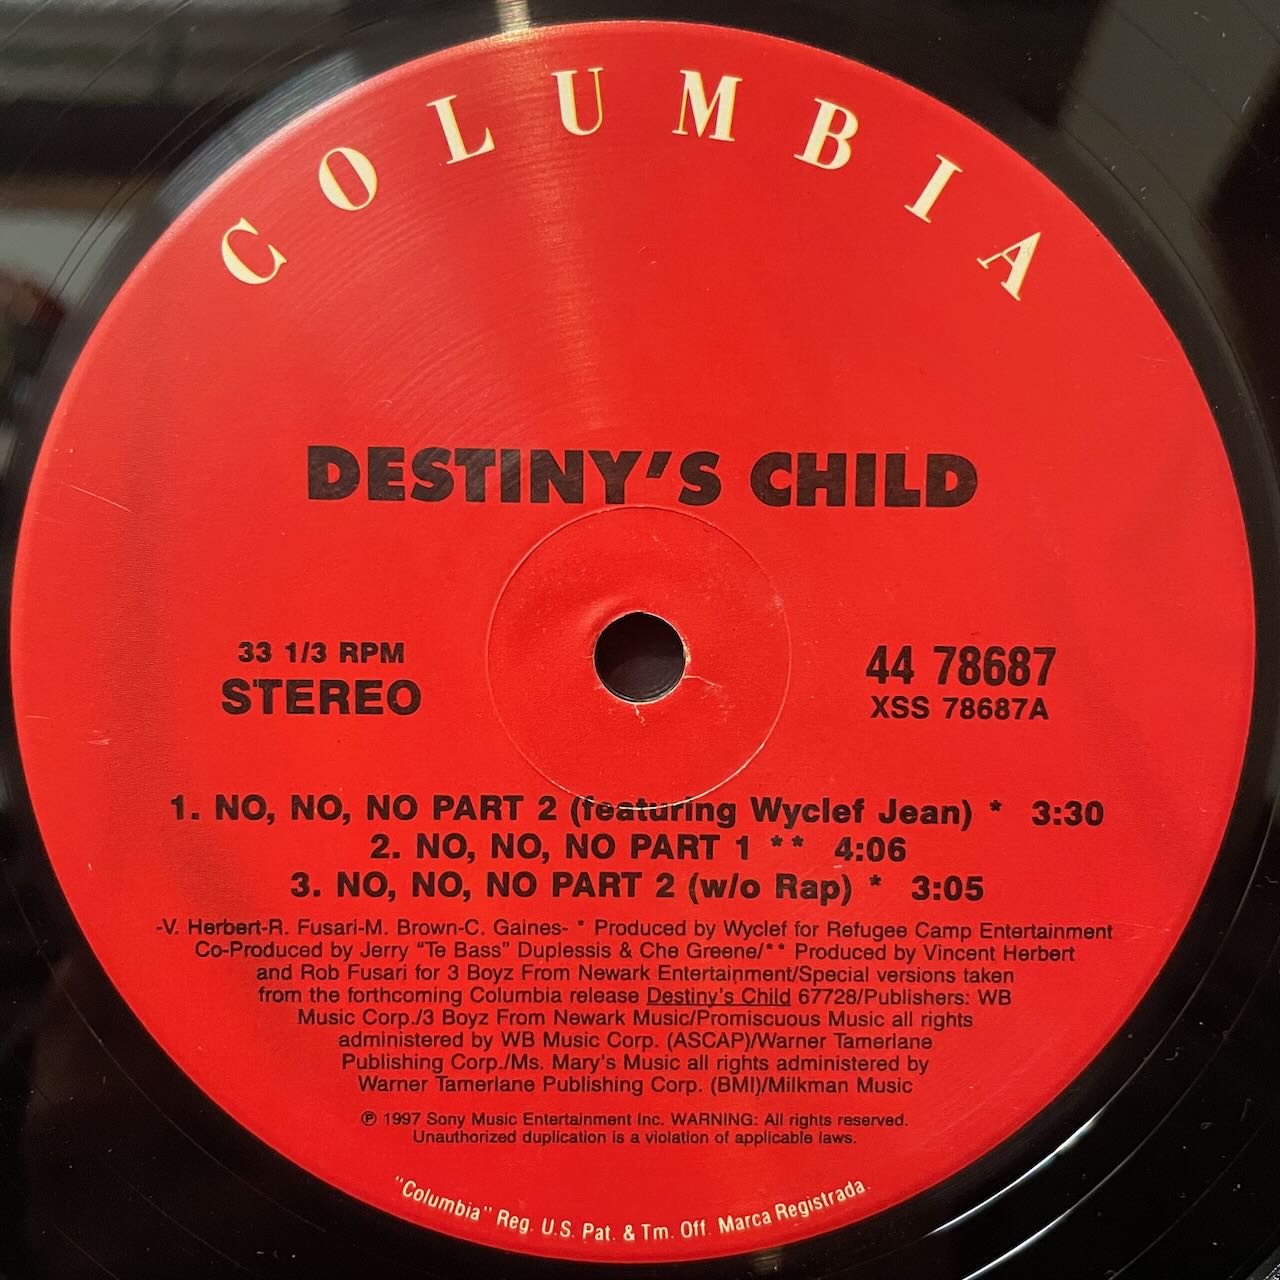 COLUMBIA
DESTINY'S CHILD
33 1/3 RPM
STEREO
44 78687
XSS 78687A
1. NO, NO, NO PART 2 (featuring Wyclef Jean) * 3:30
2. NO, NO, NO PART 1 ** 4:06
3. NO, NO, NO PART 2 (w/o Rap) * 3:05
-V. Herbert-R. Fusari-M. Brown-C. Gaines- * Produced by Wyclef for Refugee Camp Entertainment
Co-Produced by Jerry "Te Bass" Duplessis & Che Greene/** Produced by Vincent Herbert
and Rob Fusari for 3 Boyz From Newark Entertainment/Special versions taken
from the forthcoming Columbia release Destiny's Child 67728/Publishers: WB
Music Corp./3 Boyz From Newark Music/Promiscuous Music all rights
administered by WB Music Corp. (ASCAP)/Warner Tamerlane
Publishing Corp./Ms. Mary's Music all rights administered by
Warner Tamerlane Publishing Corp. (BMI)/Milkman Music
℗ 1997 Sony Music Entertainment Inc. WARNING: All rights reserved.
Unauthorized duplication is a violation of applicable laws.
"Columbia" Reg. U.S. Pat. & Tm. Off. Marca Registrada.